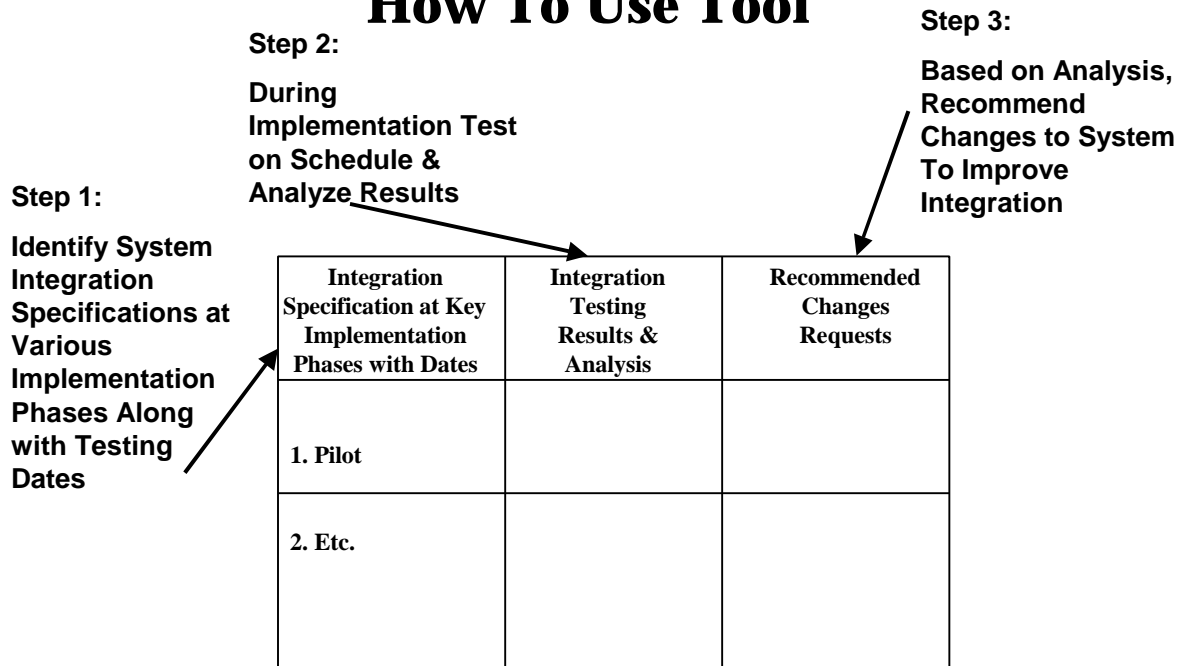 How To Use Tool
Step 1:
Identify System
Integration
Specifications at
Various
Implementation
Phases Along
with Testing
Dates
Step 2:
During
Implementation Test
on Schedule &
Analyze Results
Step 3:
Based on Analysis,
Recommend
Changes to System
To Improve
Integration
Integration
Specification at Key
Implementation
Phases with Dates
Integration
Testing
Results &
Analysis
Recommended
Changes
Requests
1. Pilot
2. Etc.